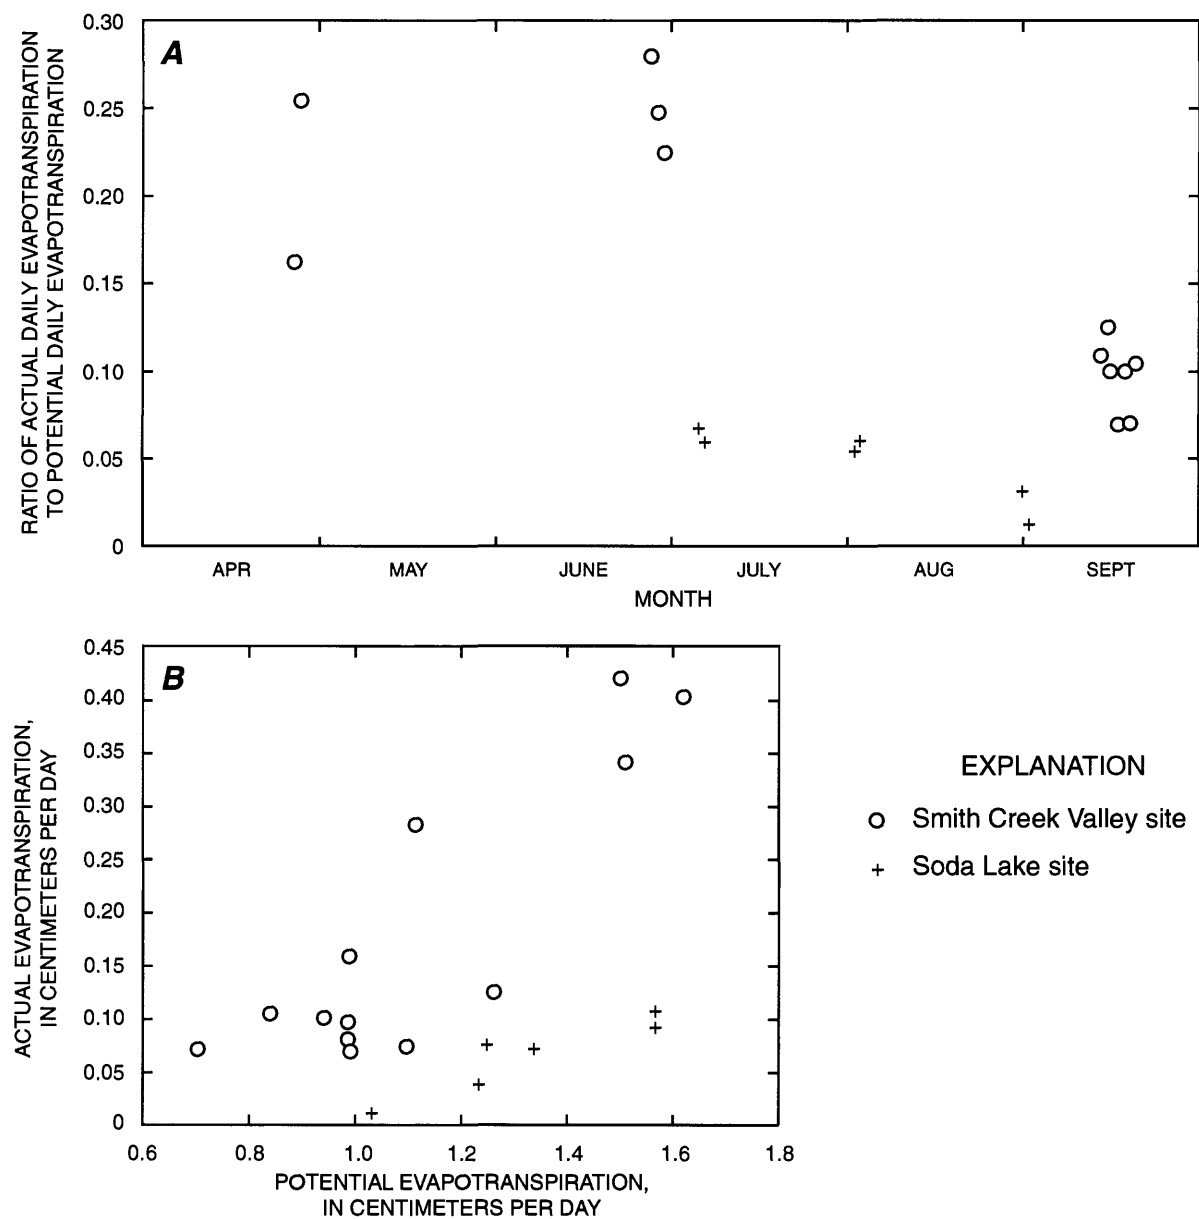 A
RATIO OF ACTUAL DAILY EVAPOTRANSPIRATION
TO POTENTIAL DAILY EVAPOTRANSPIRATION
0.30
0.25
0.20
0.15
0.10
0.05
0
APR MAY JUNE JULY AUG SEPT
MONTH
B
ACTUAL EVAPOTRANSPIRATION,
IN CENTIMETERS PER DAY
0.45
0.40
0.35
0.30
0.25
0.20
0.15
0.10
0.05
0
0.6 0.8 1.0 1.2 1.4 1.6 1.8
POTENTIAL EVAPOTRANSPIRATION,
IN CENTIMETERS PER DAY
EXPLANATION
Smith Creek Valley site
Soda Lake site